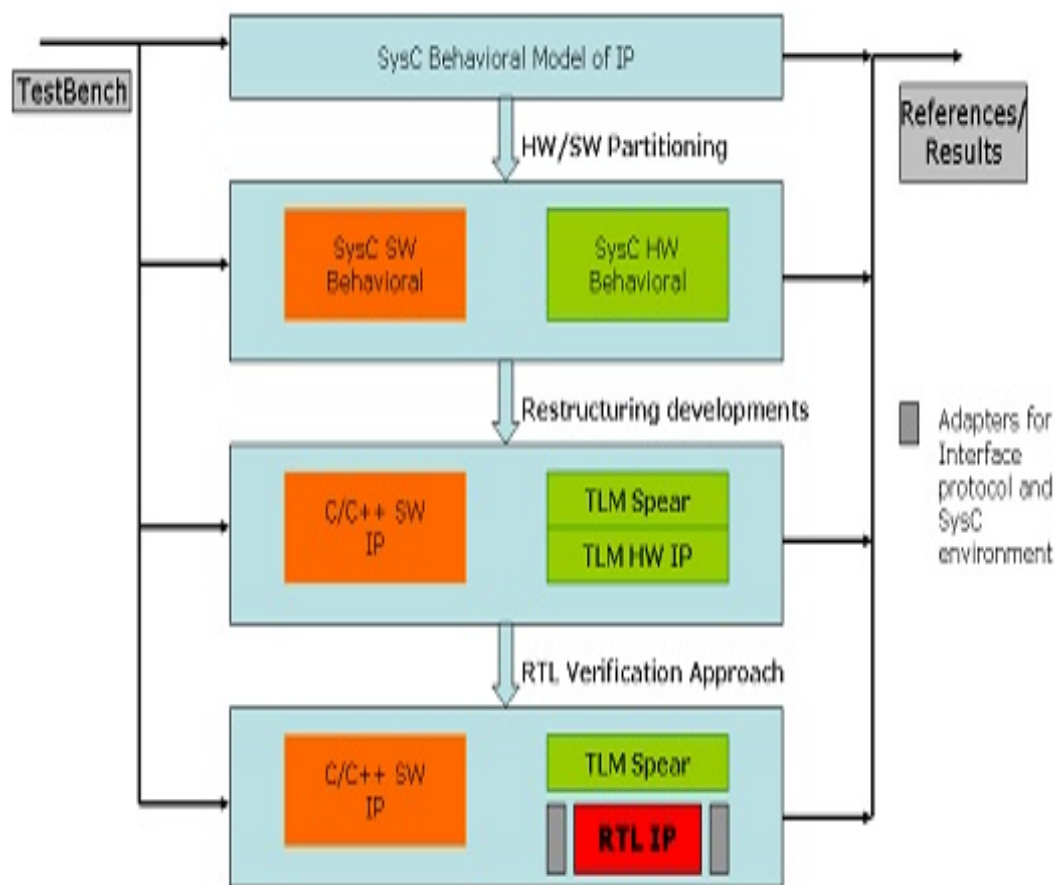 SysC Behavioral Model of IP
TestBench
References/
Results
HW/SW Partitioning
SysC SW
Behavioral
SysC HW
Behavioral
Restructuring developments
Adapters for
Interface
protocol and
SysC
environment
C/C++ SW
IP
TLM Spear
TLM HW IP
RTL Verification Approach
C/C++ SW
IP
TLM Spear
RTL IP